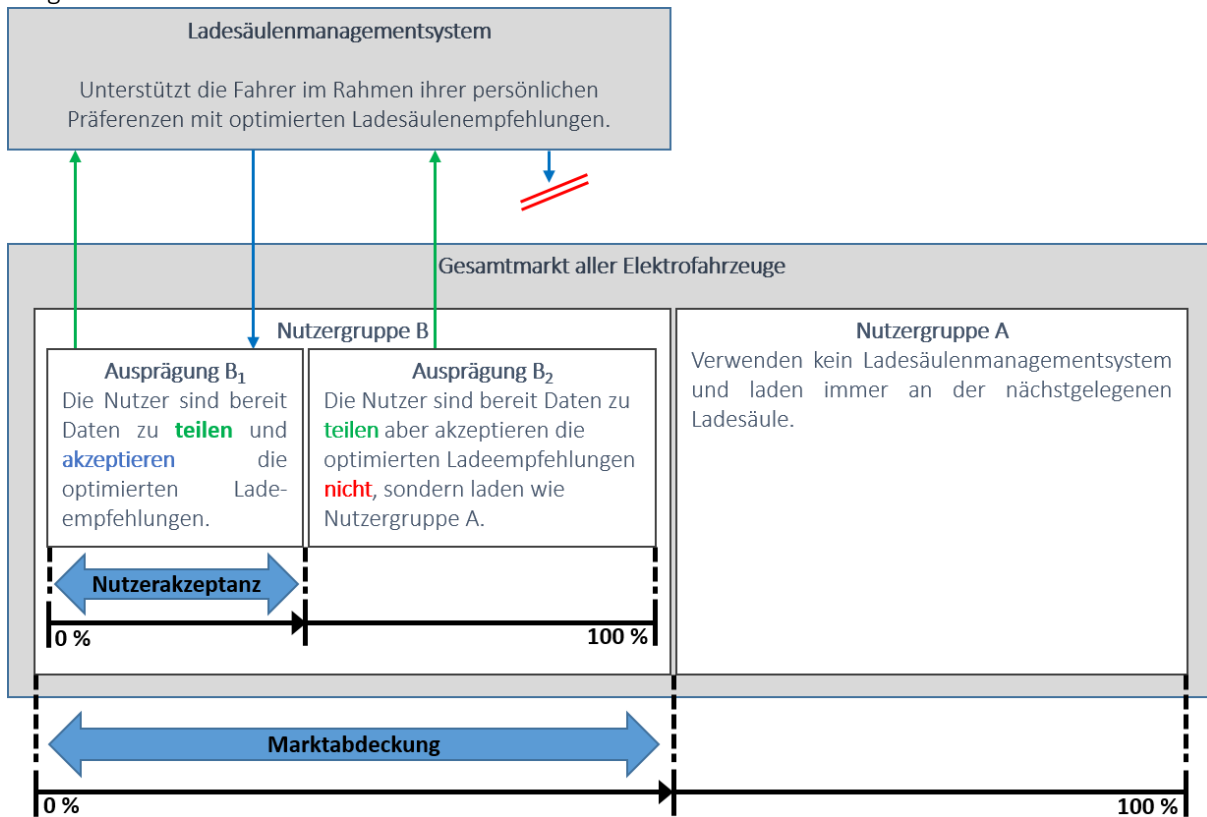 Ladesäulenmanagementsystem
Unterstützt die Fahrer im Rahmen ihrer persönlichen
Präferenzen mit optimierten Ladesäulenempfehlungen.
Gesamtmarkt aller Elektrofahrzeuge
Nutzergruppe B
Ausprägung B₁
Die Nutzer sind bereit
Daten zu teilen und
akzeptieren die
optimierten Lade-
empfehlungen.
Ausprägung B₂
Die Nutzer sind bereit Daten zu
teilen aber akzeptieren die
optimierten Ladeempfehlungen
nicht, sondern laden wie
Nutzergruppe A.
Nutzergruppe A
Verwenden kein Ladesäulenmanagementsystem
und laden immer an der nächstgelegenen
Ladesäule.
Nutzerakzeptanz
0 %
100 %
Marktabdeckung
0 %
100 %